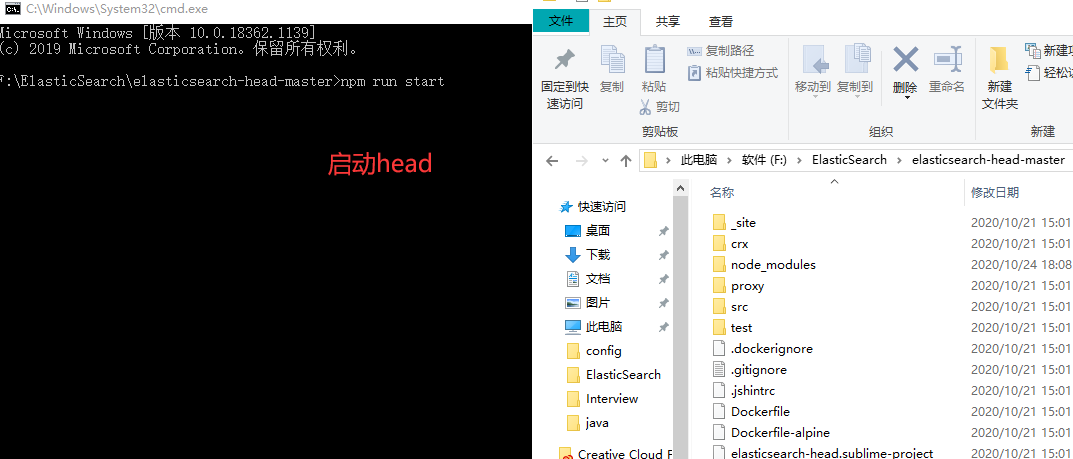 C:\Windows\System32\cmd.exe
Microsoft Windows [版本 10.0.18362.1139]
(c) 2019 Microsoft Corporation。保留所有权利。
F:\ElasticSearch\elasticsearch-head-master>npm run start
启动head
文件 主页 共享 查看
固定到快速访问
复制
粘贴
复制路径
粘贴快捷方式
剪切
剪贴板
移动到
复制到
删除
重命名
组织
新建
文件夹
新建项
轻松访
新建
此电脑 > 软件 (F:) > ElasticSearch > elasticsearch-head-master
快速访问
桌面
下载
文档
图片
此电脑
config
ElasticSearch
Interview
java
Creative Cloud F
名称 修改日期
_site 2020/10/21 15:01
crx 2020/10/21 15:01
node_modules 2020/10/24 18:08
proxy 2020/10/21 15:01
src 2020/10/21 15:01
test 2020/10/21 15:01
.dockerignore 2020/10/21 15:01
.gitignore 2020/10/21 15:01
.jshintrc 2020/10/21 15:01
Dockerfile 2020/10/21 15:01
Dockerfile-alpine 2020/10/21 15:01
elasticsearch-head.sublime-project 2020/10/21 15:01